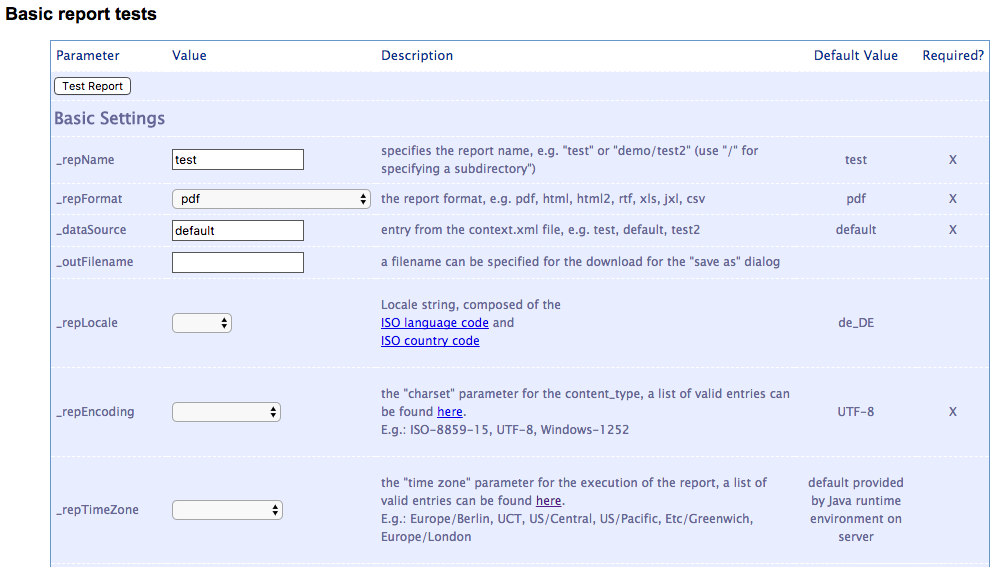 Basic report tests
Parameter Value Description Default Value Required?
Test Report
Basic Settings
_repName test specifies the report name, e.g. "test" or "demo/test2" (use "/" for
specifying a subdirectory") test X
_repFormat pdf the report format, e.g. pdf, html, html2, rtf, xls, jxl, csv pdf X
_dataSource default entry from the context.xml file, e.g. test, default, test2 default X
_outFilename a filename can be specified for the download for the "save as" dialog
_repLocale Locale string, composed of the
ISO language code and
ISO country code de_DE
_repEncoding the "charset" parameter for the content_type, a list of valid entries can
be found here.
E.g.: ISO-8859-15, UTF-8, Windows-1252 UTF-8 X
_repTimeZone the "time zone" parameter for the execution of the report, a list of
valid entries can be found here.
E.g.: Europe/Berlin, UCT, US/Central, US/Pacific, Etc/Greenwich,
Europe/London
default provided
by Java runtime
environment on
server